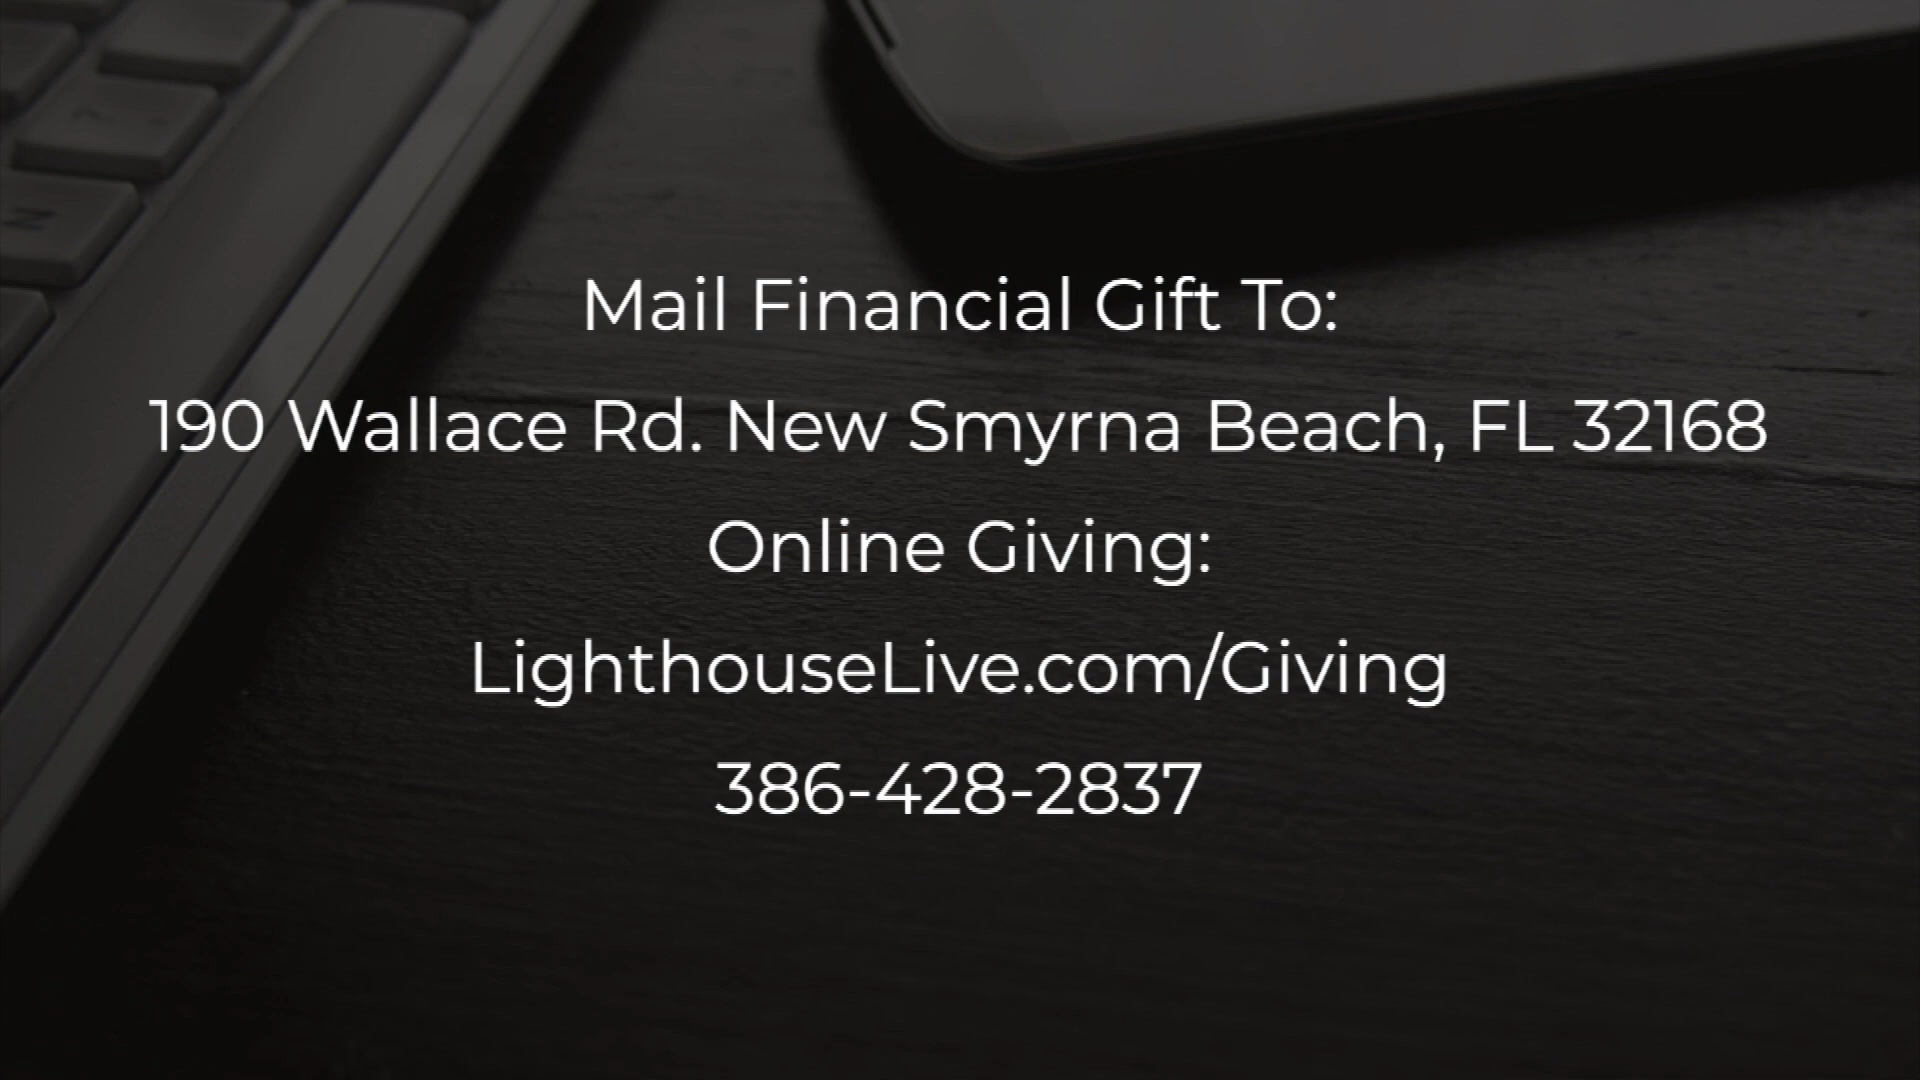 Mail Financial Gift To:
190 Wallace Rd. New Smyrna Beach, FL 32168
Online Giving:
LighthouseLive.com/Giving
386-428-2837